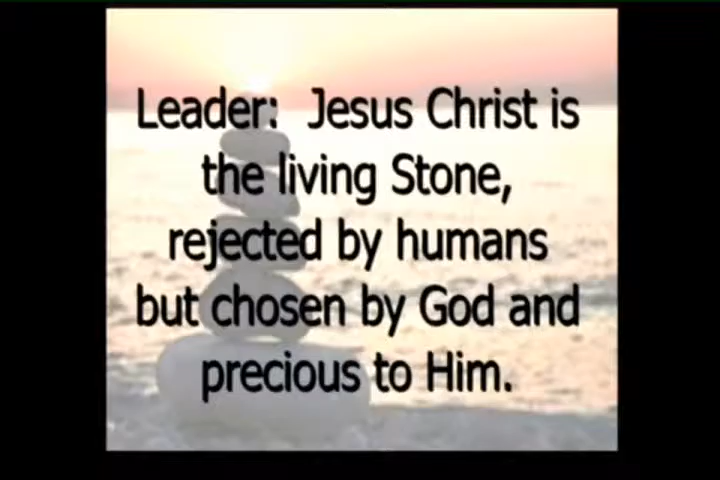 Leader:  Jesus Christ is
the living Stone,
rejected by humans
but chosen by God and
precious to Him.